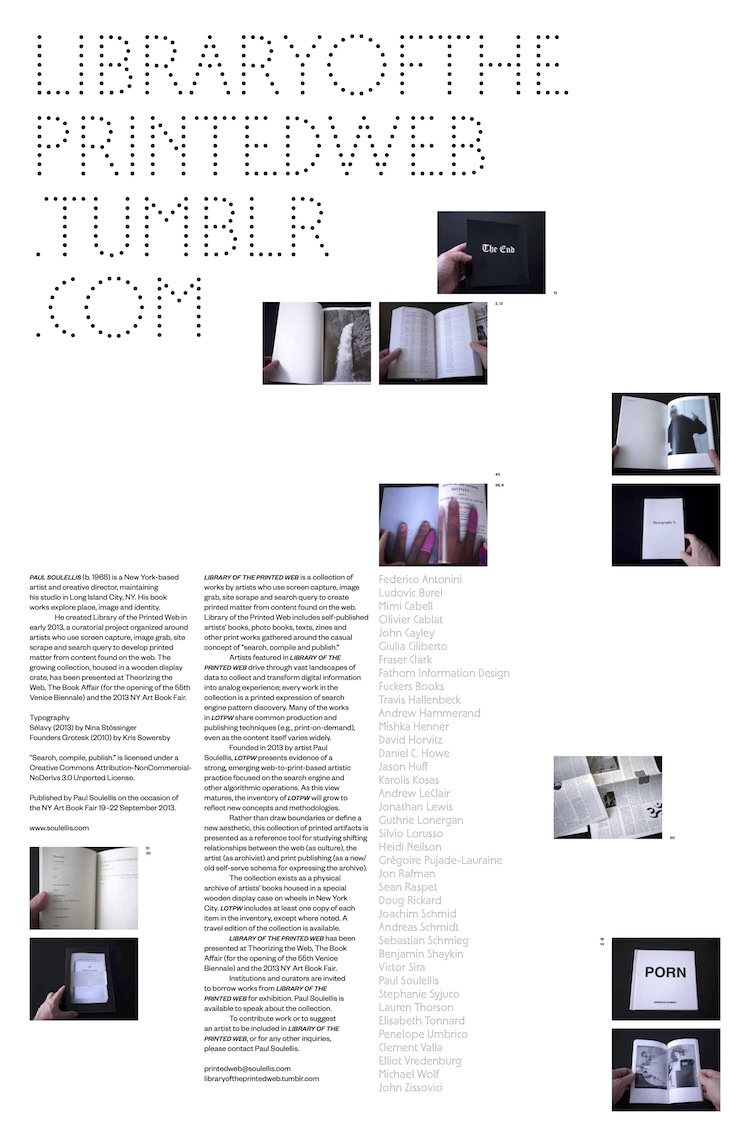 LIBRARYOFTHE
PRINTEDWEB
.TUMBLR
.COM
The End
13
2, 13
43
38, 9
PAUL SOULELLIS (b. 1968) is a New York-based
artist and creative director, maintaining
his studio in Long Island City, NY. His book
works explore place, image and identity.
He created Library of the Printed Web in
early 2013, a curatorial project organized around
artists who use screen capture, image grab, site
scrape and search query to develop printed
matter from content found on the web. The
growing collection, housed in a wooden display
crate, has been presented at Theorizing the
Web, The Book Affair (for the opening of the 55th
Venice Biennale) and the 2013 NY Art Book Fair.
Typography
Sélavy (2013) by Nina Stössinger
Founders Grotesk (2010) by Kris Sowersby
"Search, compile, publish." is licensed under a
Creative Commons Attribution-NonCommercial-
NoDerivs 3.0 Unported License.
Published by Paul Soulellis on the occasion of
the NY Art Book Fair 19–22 September 2013.
www.soulellis.com
LIBRARY OF THE PRINTED WEB is a collection of
works by artists who use screen capture, image
grab, site scrape and search query to create
printed matter from content found on the web.
Library of the Printed Web includes self-published
artists' books, photo books, texts, zines and
other print works gathered around the casual
concept of "search, compile and publish."
Artists featured in LIBRARY OF THE
PRINTED WEB drive through vast landscapes of
data to collect and transform digital information
into analog experience; every work in the
collection is a printed expression of search
engine pattern discovery. Many of the works
in LOTPW share common production and
publishing techniques (e.g., print-on-demand),
even as the content itself varies widely.
Founded in 2013 by artist Paul
Soulellis, LOTPW presents evidence of a
strong, emerging web-to-print-based artistic
practice focused on the search engine and
other algorithmic operations. As this view
matures, the inventory of LOTPW will grow to
reflect new concepts and methodologies.
Rather than draw boundaries or define a
new aesthetic, this collection of printed artifacts is
presented as a reference tool for studying shifting
relationships between the web (as culture), the
artist (as archivist) and print publishing (as a new/
old self-serve schema for expressing the archive).
The collection exists as a physical
archive of artists' books housed in a special
wooden display case on wheels in New York
City. LOTPW includes at least one copy of each
item in the inventory, except where noted. A
travel edition of the collection is available.
LIBRARY OF THE PRINTED WEB has been
presented at Theorizing the Web, The Book
Affair (for the opening of the 55th Venice
Biennale) and the 2013 NY Art Book Fair.
Institutions and curators are invited
to borrow works from LIBRARY OF THE
PRINTED WEB for exhibition. Paul Soulellis is
available to speak about the collection.
To contribute work or to suggest
an artist to be included in LIBRARY OF THE
PRINTED WEB, or for any other inquiries,
please contact Paul Soulellis.
printedweb@soulellis.com
libraryoftheprintedweb.tumblr.com
Federico Antonini
Ludovic Burel
Mimi Cabell
Olivier Cablat
John Cayley
Giulia Ciliberto
Fraser Clark
Fathom Information Design
Fuckers Books
Travis Hallenbeck
Andrew Hammerand
Mishka Henner
David Horvitz
Daniel C. Howe
Jason Huff
Karolis Kosas
Andrew LeClair
Jonathan Lewis
Guthrie Lonergan
Silvio Lorusso
Heidi Neilson
Grégoire Pujade-Lauraine
Jon Rafman
Sean Raspet
Doug Rickard
Joachim Schmid
Andreas Schmidt
Sebastian Schmieg
Benjamin Shaykin
Victor Sira
Paul Soulellis
Stephanie Syjuco
Lauren Thorson
Elisabeth Tonnard
Penelope Umbrico
Clement Valla
Elliot Vredenburg
Michael Wolf
John Zissovici
PORN